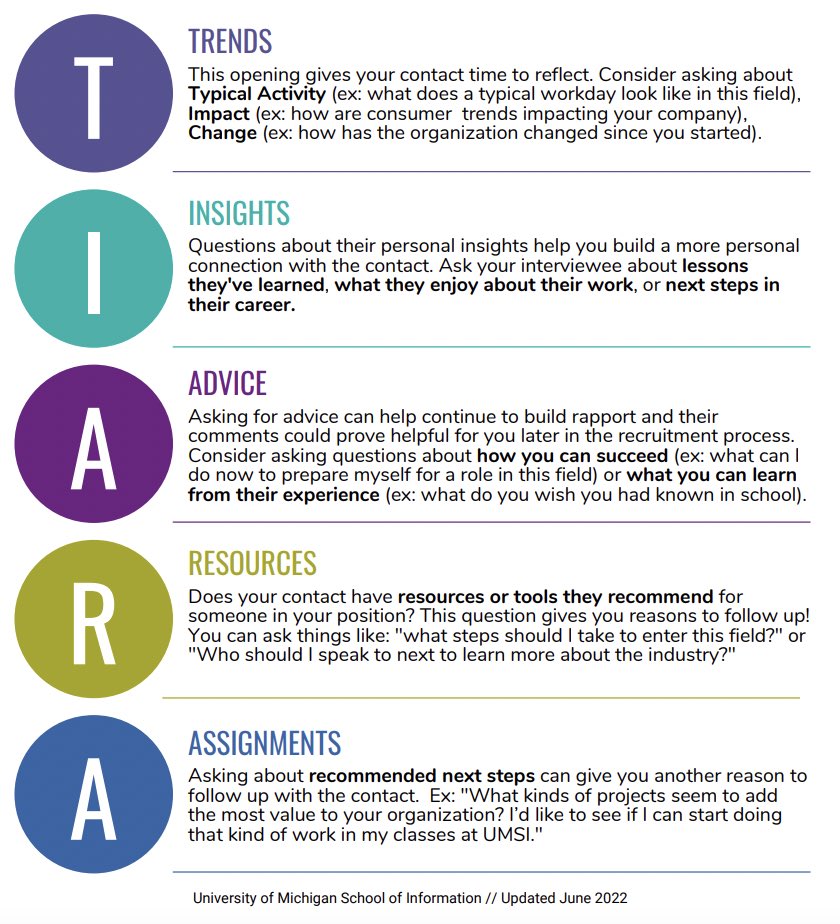 T
TRENDS
This opening gives your contact time to reflect. Consider asking about
Typical Activity (ex: what does a typical workday look like in this field),
Impact (ex: how are consumer  trends impacting your company),
Change (ex: how has the organization changed since you started).
I
INSIGHTS
Questions about their personal insights help you build a more personal
connection with the contact. Ask your interviewee about lessons
they've learned, what they enjoy about their work, or next steps in
their career.
A
ADVICE
Asking for advice can help continue to build rapport and their
comments could prove helpful for you later in the recruitment process.
Consider asking questions about how you can succeed (ex: what can I
do now to prepare myself for a role in this field) or what you can learn
from their experience (ex: what do you wish you had known in school).
R
RESOURCES
Does your contact have resources or tools they recommend for
someone in your position? This question gives you reasons to follow up!
You can ask things like: "what steps should I take to enter this field?" or
"Who should I speak to next to learn more about the industry?"
A
ASSIGNMENTS
Asking about recommended next steps can give you another reason to
follow up with the contact.  Ex: "What kinds of projects seem to add
the most value to your organization? I'd like to see if I can start doing
that kind of work in my classes at UMSI."
University of Michigan School of Information // Updated June 2022